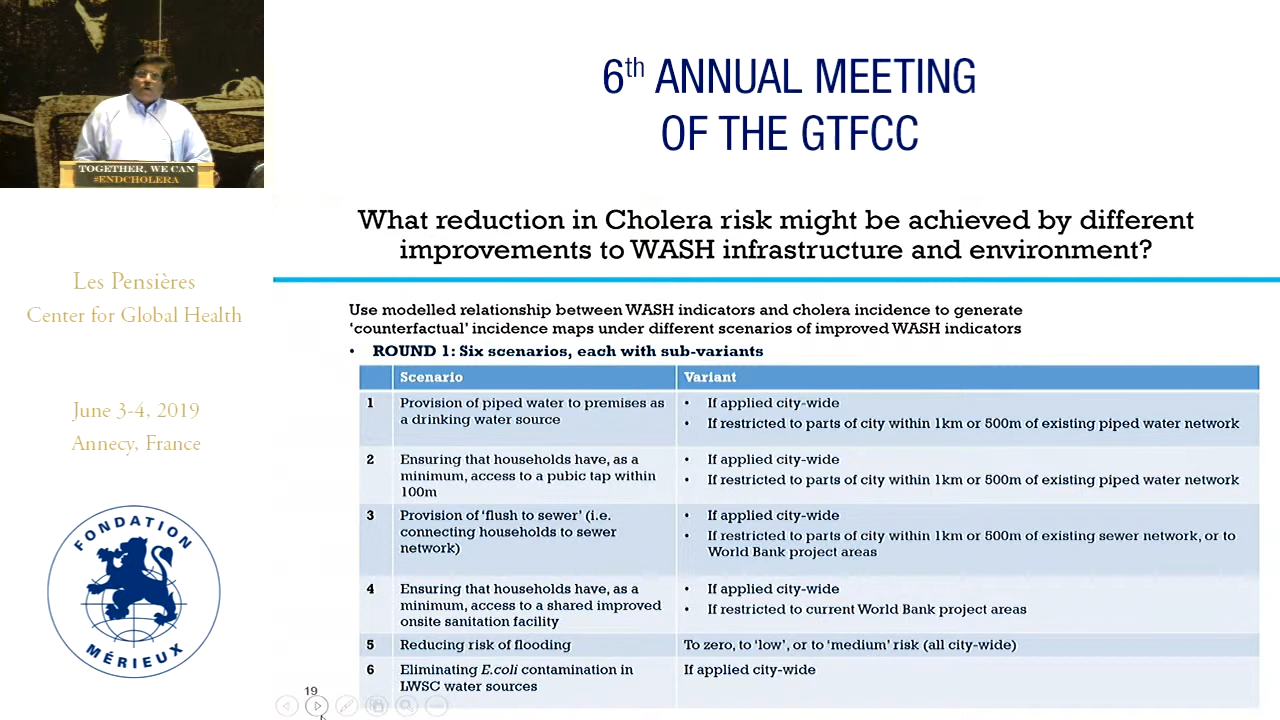 TOGETHER, WE CAN
#ENDCHOLERA
6th ANNUAL MEETING
OF THE GTFCC
Les Pensières
Center for Global Health
June 3-4, 2019
Annecy, France
FONDATION
MÉRIEUX
What reduction in Cholera risk might be achieved by different
improvements to WASH infrastructure and environment?
Use modelled relationship between WASH indicators and cholera incidence to generate
‘counterfactual’ incidence maps under different scenarios of improved WASH indicators
• ROUND 1: Six scenarios, each with sub-variants
Scenario Variant
1 Provision of piped water to premises as
a drinking water source
• If applied city-wide
• If restricted to parts of city within 1km or 500m of existing piped water network
2 Ensuring that households have, as a
minimum, access to a pubic tap within
100m
• If applied city-wide
• If restricted to parts of city within 1km or 500m of existing piped water network
3 Provision of ‘flush to sewer’ (i.e.
connecting households to sewer
network)
• If applied city-wide
• If restricted to parts of city within 1km or 500m of existing sewer network, or to
World Bank project areas
4 Ensuring that households have, as a
minimum, access to a shared improved
onsite sanitation facility
• If applied city-wide
• If restricted to current World Bank project areas
5 Reducing risk of flooding
To zero, to ‘low’, or to ‘medium’ risk (all city-wide)
6 Eliminating E.coli contamination in
LWSC water sources
If applied city-wide
19